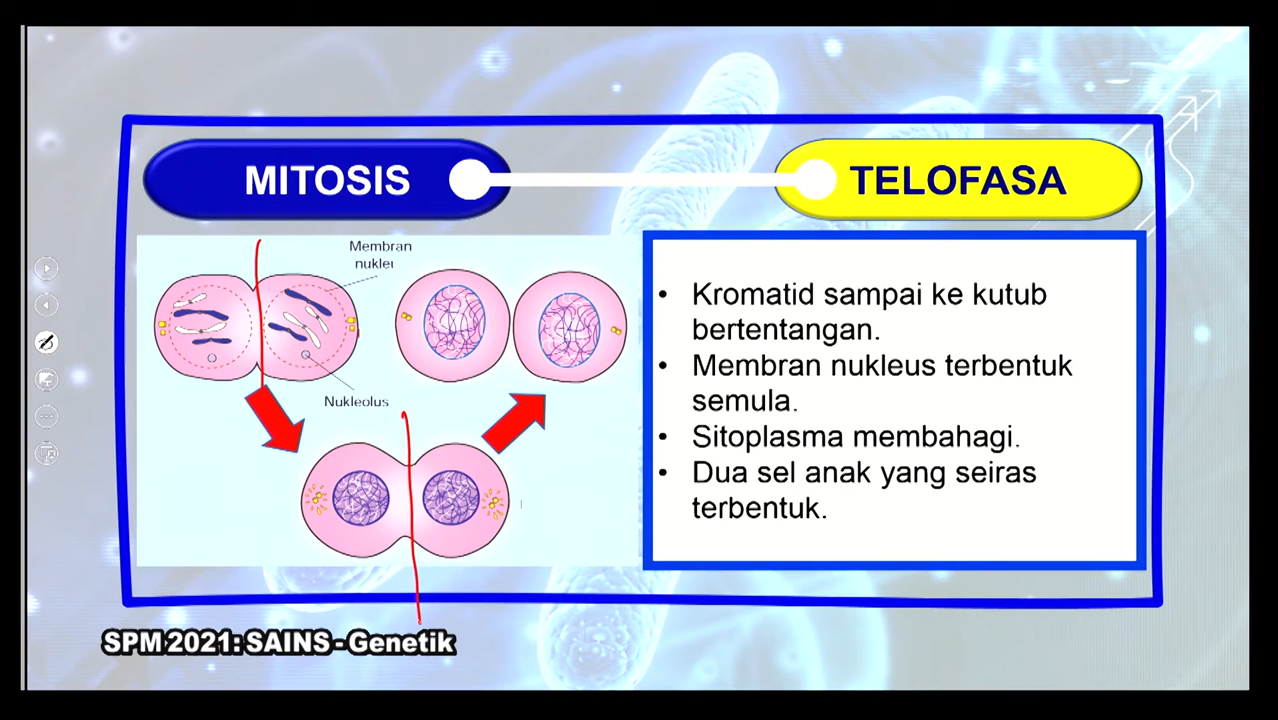 MITOSIS
TELOFASA
Membran
nuklei
Nukleolus
• Kromatid sampai ke kutub
bertentangan.
• Membran nukleus terbentuk
semula.
• Sitoplasma membahagi.
• Dua sel anak yang seiras
terbentuk.
SPM 2021: SAINS - Genetik